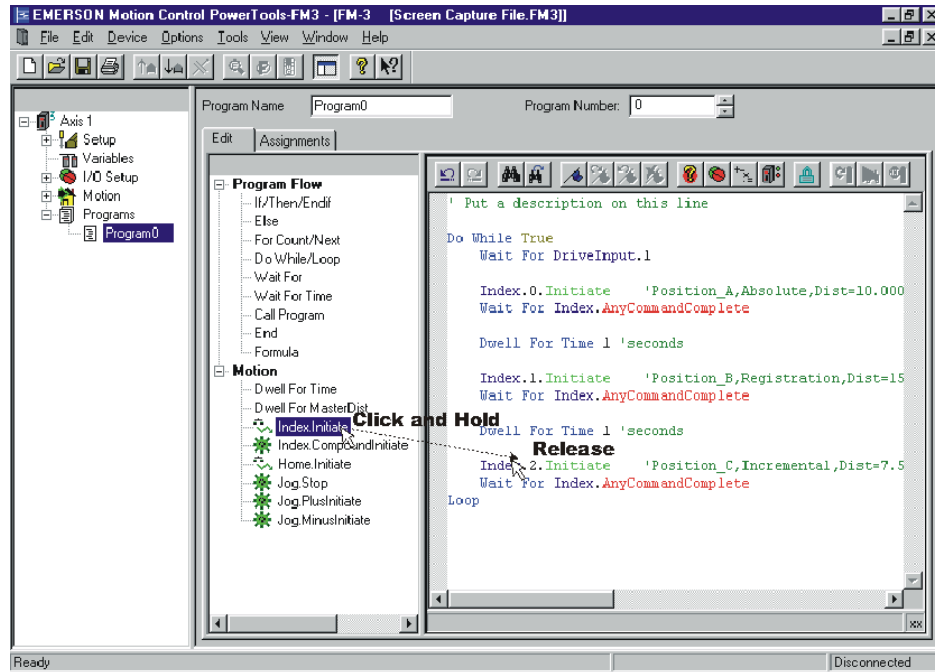 EMERSON Motion Control PowerTools-FM3 - [FM-3 [Screen Capture File.FM3]]
File Edit Device Options Tools View Window Help
Program Name Program0 Program Number: 0
Axis 1
Setup
Variables
I/O Setup
Motion
Programs
Program0
Edit Assignments
Program Flow
If/Then/Endif
Else
For Count/Next
Do While/Loop
Wait For
Wait For Time
Call Program
End
Formula
Motion
Dwell For Time
Dwell For MasterDist
Index.Initiate
Index.CompoundInitiate
Home.Initiate
Jog.Stop
Jog.PlusInitiate
Jog.MinusInitiate
Click and Hold
Release
' Put a description on this line
Do While True
Wait For DriveInput.1
Index.0.Initiate 'Position_A,Absolute,Dist=10.000
Wait For Index.AnyCommandComplete
Dwell For Time 1 'seconds
Index.1.Initiate 'Position_B,Registration,Dist=15
Wait For Index.AnyCommandComplete
Dwell For Time 1 'seconds
Index.2.Initiate 'Position_C,Incremental,Dist=7.5
Wait For Index.AnyCommandComplete
Loop
xx
Ready Disconnected